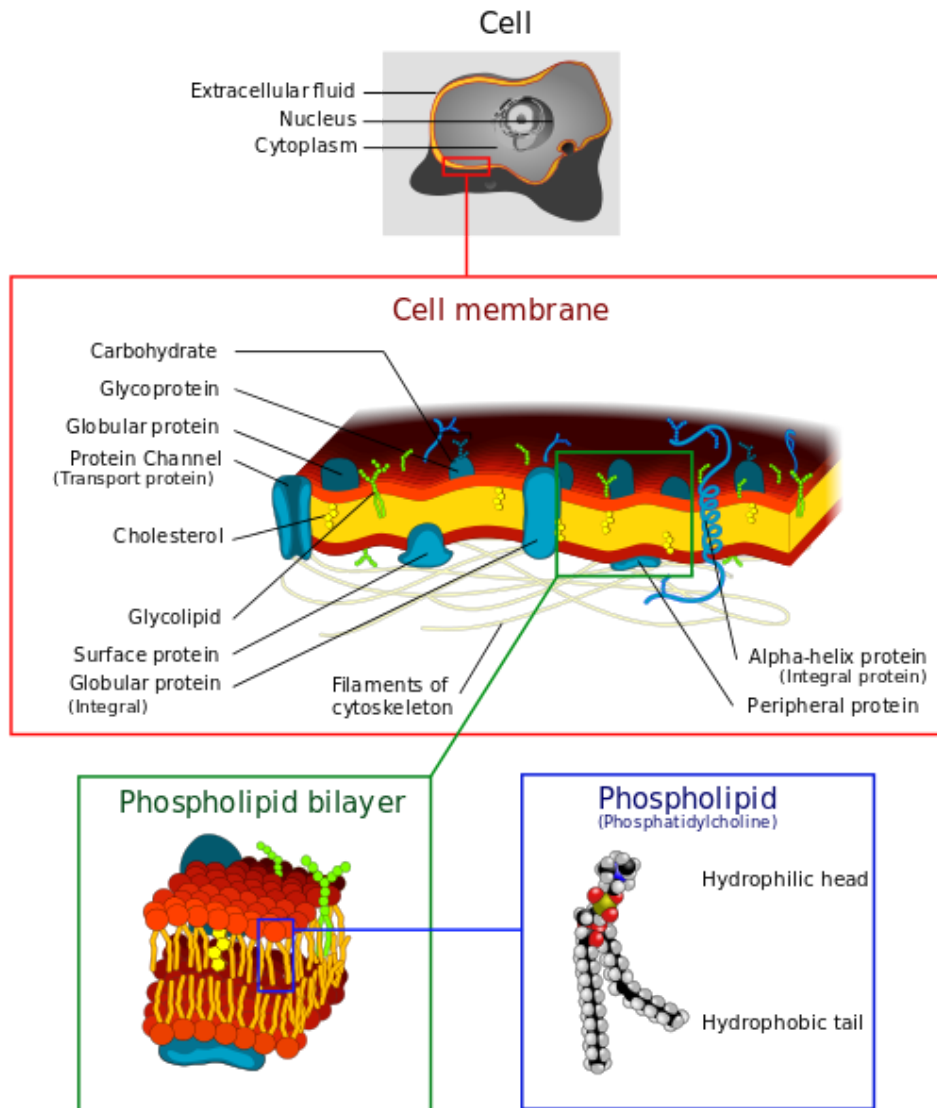 Cell
Extracellular fluid
Nucleus
Cytoplasm
Cell membrane
Carbohydrate
Glycoprotein
Globular protein
Protein Channel
(Transport protein)
Cholesterol
Glycolipid
Surface protein
Globular protein
(Integral)
Filaments of
cytoskeleton
Alpha-helix protein
(Integral protein)
Peripheral protein
Phospholipid bilayer
Phospholipid
(Phosphatidylcholine)
Hydrophilic head
Hydrophobic tail